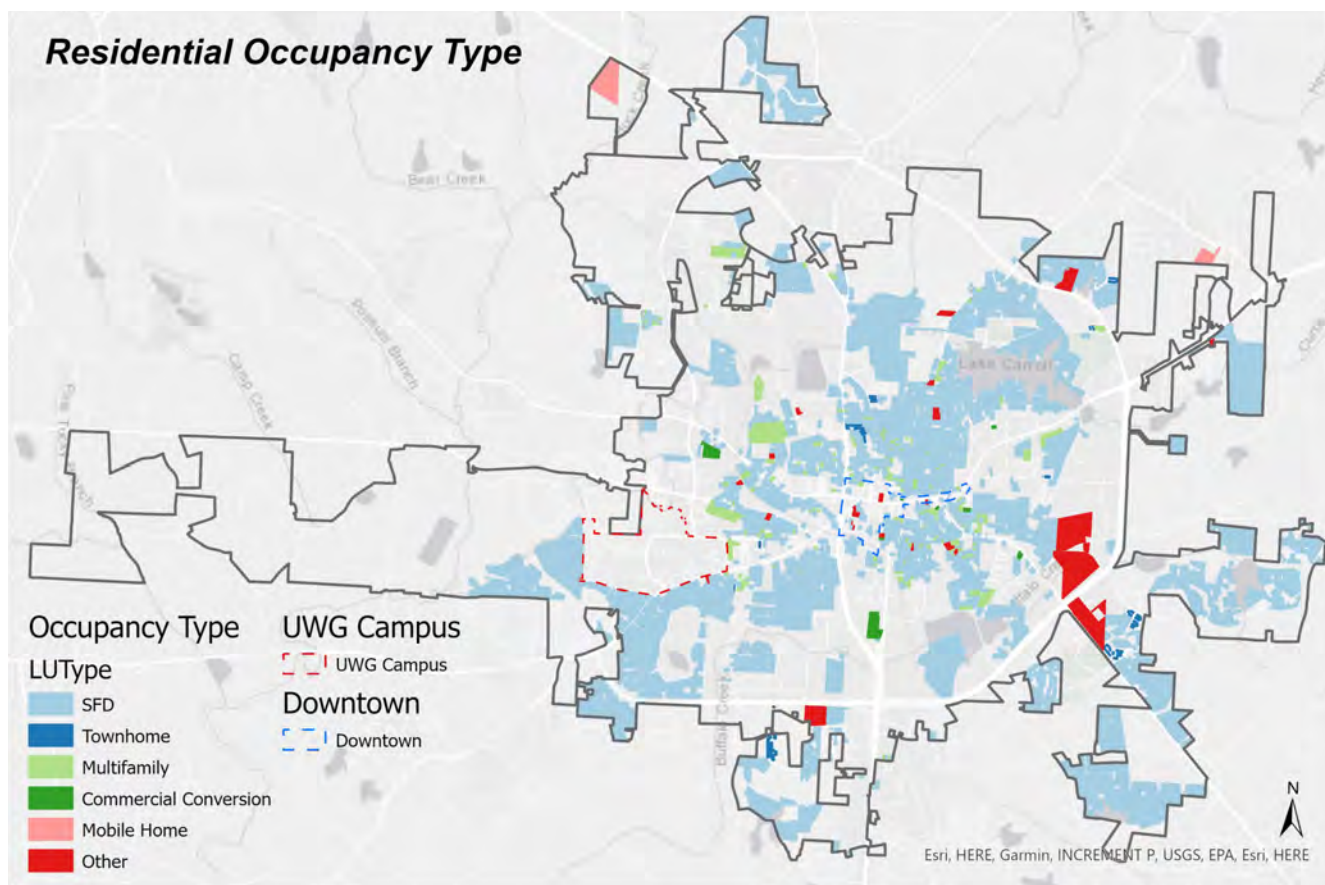 Residential Occupancy Type
Bear Creek
Lake Carroll
Possum Branch
Camp Creek
Buffalo Creek
Occupancy Type
LUType
SFD
Townhome
Multifamily
Commercial Conversion
Mobile Home
Other
UWG Campus
UWG Campus
Downtown
Downtown
N
Esri, HERE, Garmin, INCREMENT P, USGS, EPA, Esri, HERE